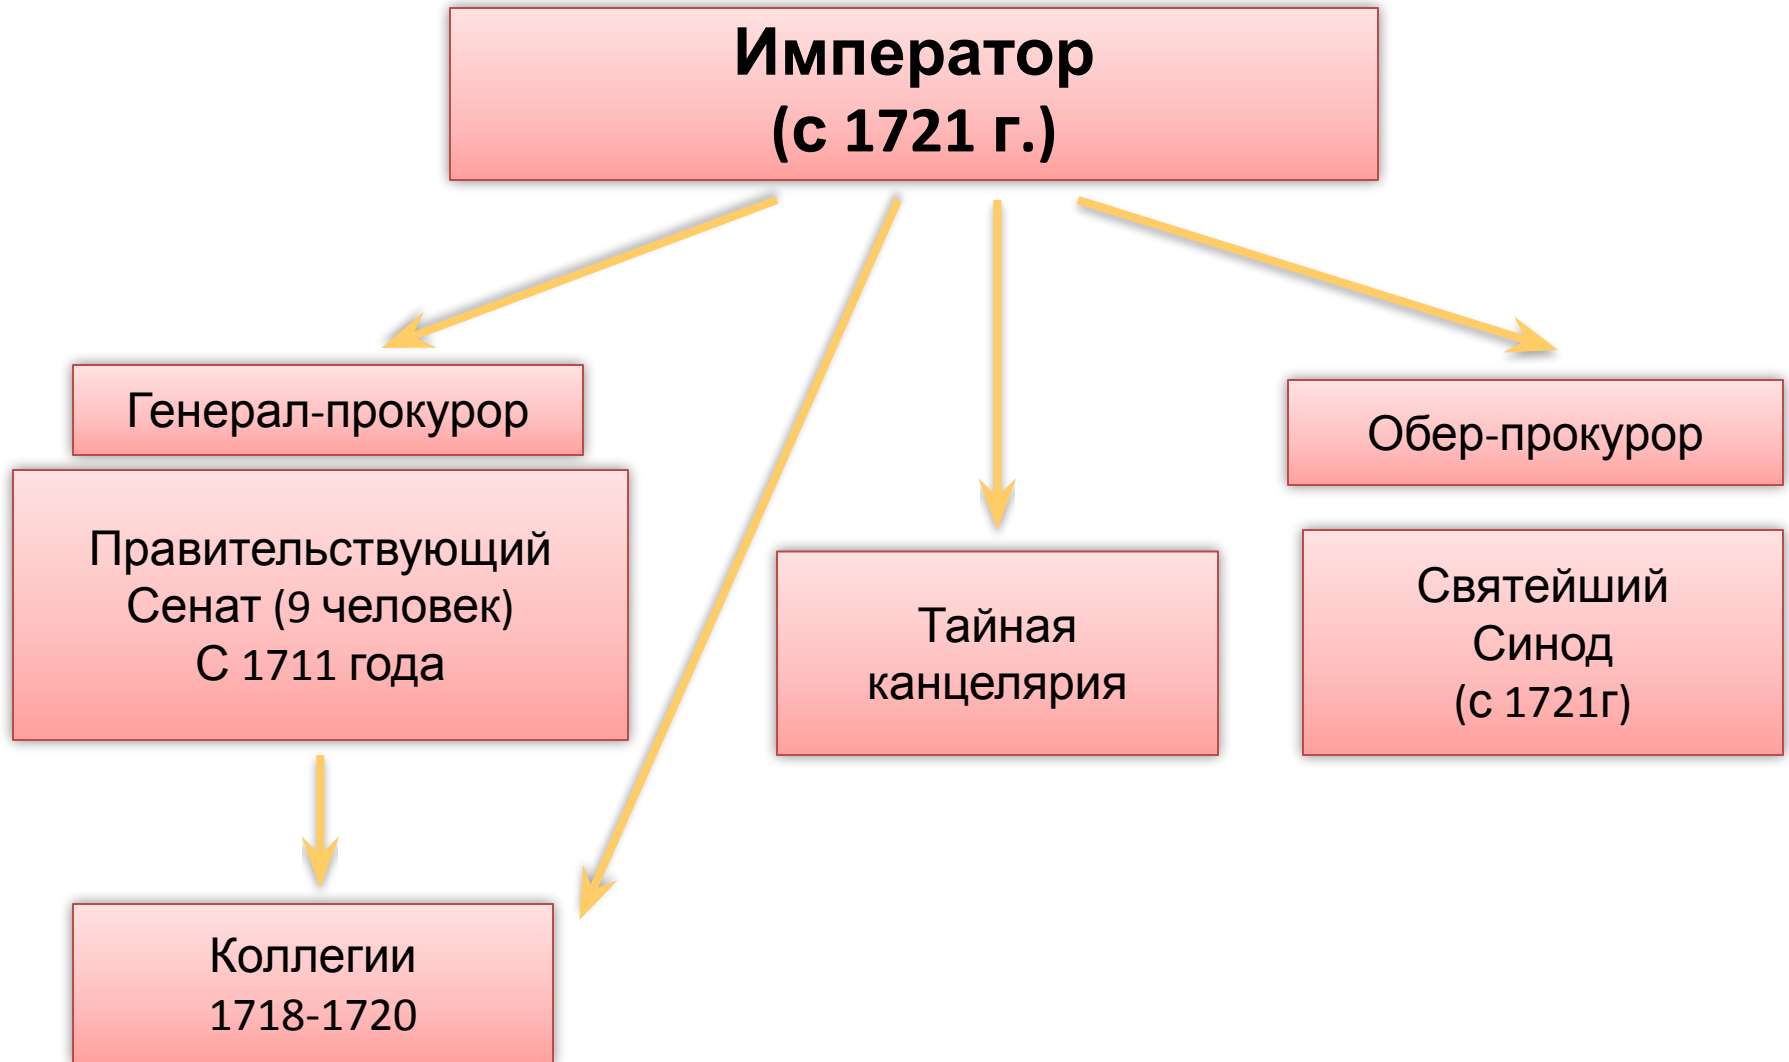 Император
(с 1721 г.)
Генерал-прокурор
Обер-прокурор
Правительствующий
Сенат (9 человек)
С 1711 года
Тайная
канцелярия
Святейший
Синод
(с 1721г)
Коллегии
1718-1720